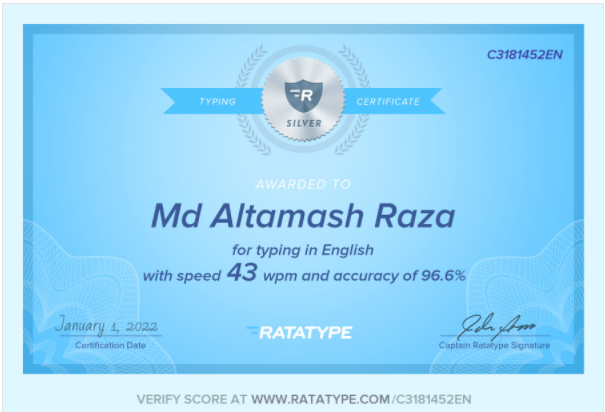 C3181452EN
TYPING
R
SILVER
CERTIFICATE
AWARDED TO
Md Altamash Raza
for typing in English
with speed 43 wpm and accuracy of 96.6%
January 1, 2022
Certification Date
RATATYPE
Captain Ratatype Signature
VERIFY SCORE AT WWW.RATATYPE.COM/C3181452EN